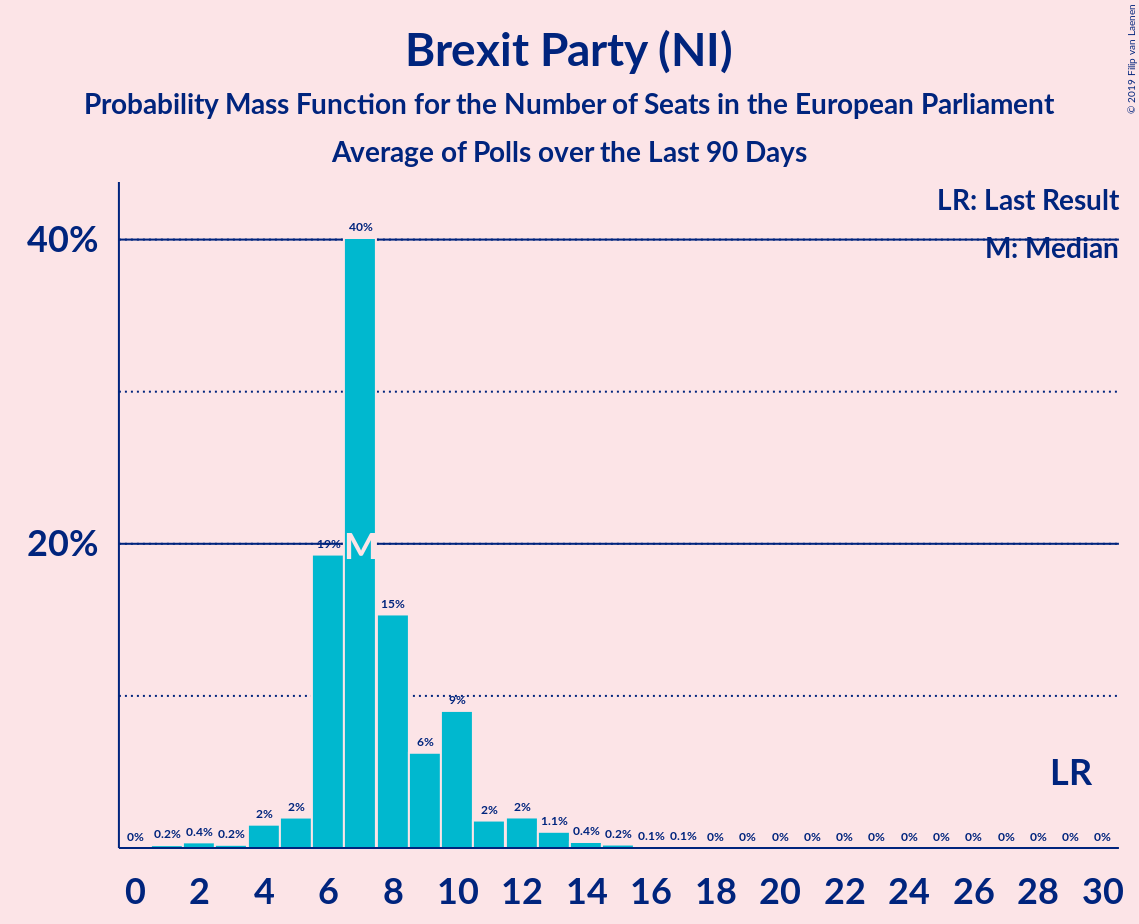 Brexit Party (NI)
Probability Mass Function for the Number of Seats in the European Parliament
Average of Polls over the Last 90 Days
© 2019 Filip van Laenen
LR: Last Result
M: Median
40%
20%
0% 0.2% 0.4% 0.2% 2% 2% 19% 40% 15% 6% 9% 2% 2% 1.1% 0.4% 0.2% 0.1% 0.1% 0% 0% 0% 0% 0% 0% 0% 0% 0% 0% 0% 0% 0%
M
LR
0 2 4 6 8 10 12 14 16 18 20 22 24 26 28 30